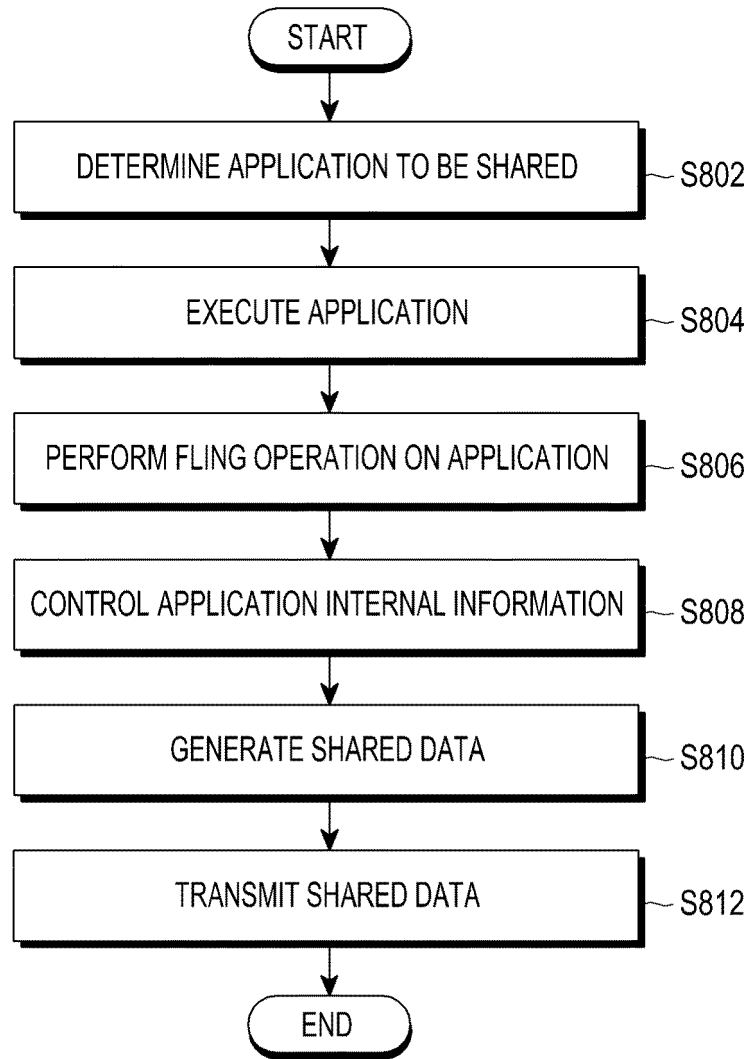 START
DETERMINE APPLICATION TO BE SHARED
S802
EXECUTE APPLICATION
S804
PERFORM FLING OPERATION ON APPLICATION
S806
CONTROL APPLICATION INTERNAL INFORMATION
S808
GENERATE SHARED DATA
S810
TRANSMIT SHARED DATA
S812
END